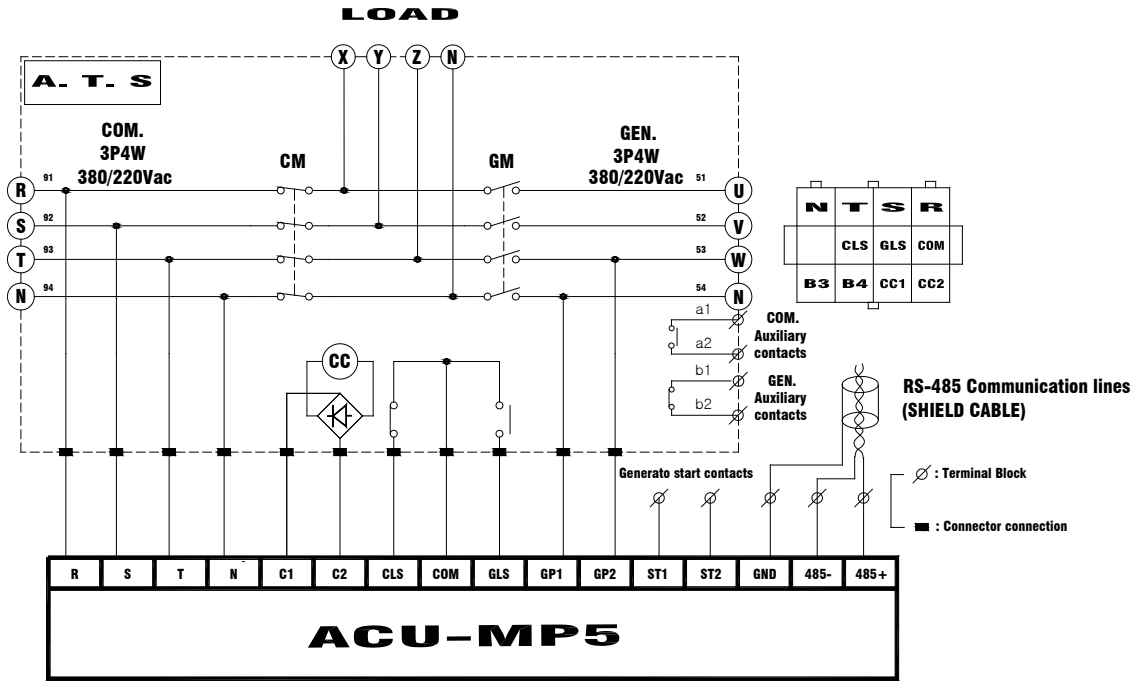 LOAD
X Y Z N
A. T. S
COM.
3P4W
380/220Vac
CM
GM
GEN.
3P4W
380/220Vac
R 91 51 U
S 92 52 V
T 93 53 W
N 94 54 N
N T S R
CLS GLS COM
B3 B4 CC1 CC2
a1
a2
COM.
Auxiliary
contacts
b1
b2
GEN.
Auxiliary
contacts
CC
RS-485 Communication lines
(SHIELD CABLE)
Generato start contacts
: Terminal Block
: Connector connection
R S T N C1 C2 CLS COM GLS GP1 GP2 ST1 ST2 GND 485- 485+
ACU-MP5